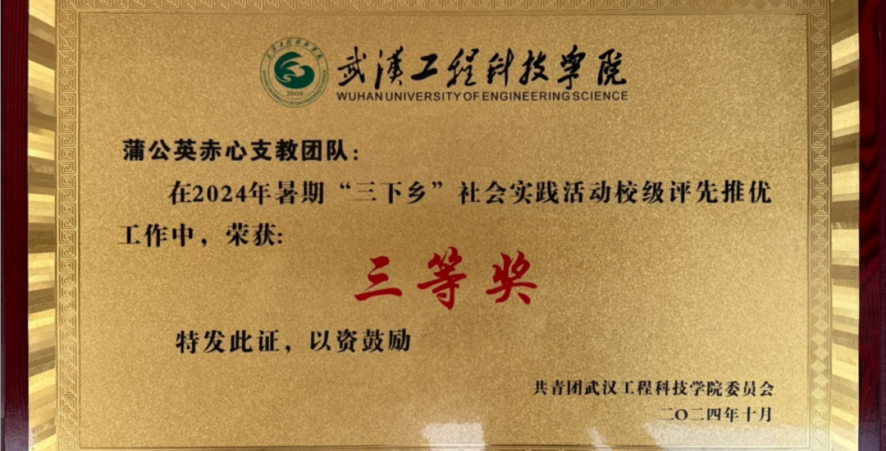 武汉工程科技学院
WUHAN UNIVERSITY OF ENGINEERING SCIENCE
2004
蒲公英赤心支教团队：
在2024年暑期“三下乡”社会实践活动校级评先推优
工作中，荣获:
三等奖
特发此证，以资鼓励
共青团武汉工程科技学院委员会
二〇二四年十月